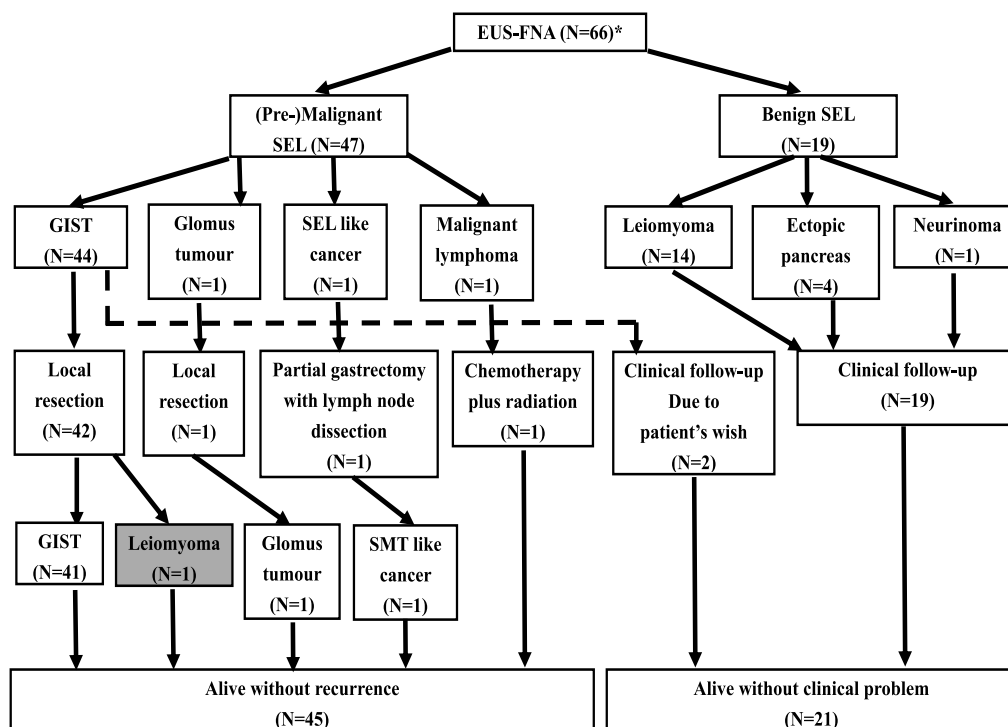 EUS-FNA (N=66)*
(Pre-)Malignant
SEL (N=47)
Benign SEL
(N=19)
GIST
(N=44)
Glomus
tumour
(N=1)
SEL like
cancer
(N=1)
Malignant
lymphoma
(N=1)
Leiomyoma
(N=14)
Ectopic
pancreas
(N=4)
Neurinoma
(N=1)
Local
resection
(N=42)
Local
resection
(N=1)
Partial gastrectomy
with lymph node
dissection
(N=1)
Chemotherapy
plus radiation
(N=1)
Clinical follow-up
Due to
patient’s wish
(N=2)
Clinical follow-up
(N=19)
GIST
(N=41)
Leiomyoma
(N=1)
Glomus
tumour
(N=1)
SMT like
cancer
(N=1)
Alive without recurrence
(N=45)
Alive without clinical problem
(N=21)